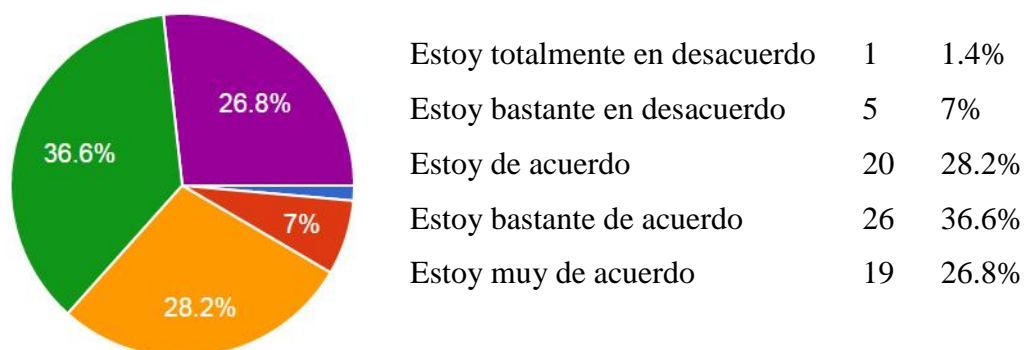 26.8%
36.6%
7%
28.2%
Estoy totalmente en desacuerdo 1 1.4%
Estoy bastante en desacuerdo 5 7%
Estoy de acuerdo 20 28.2%
Estoy bastante de acuerdo 26 36.6%
Estoy muy de acuerdo 19 26.8%